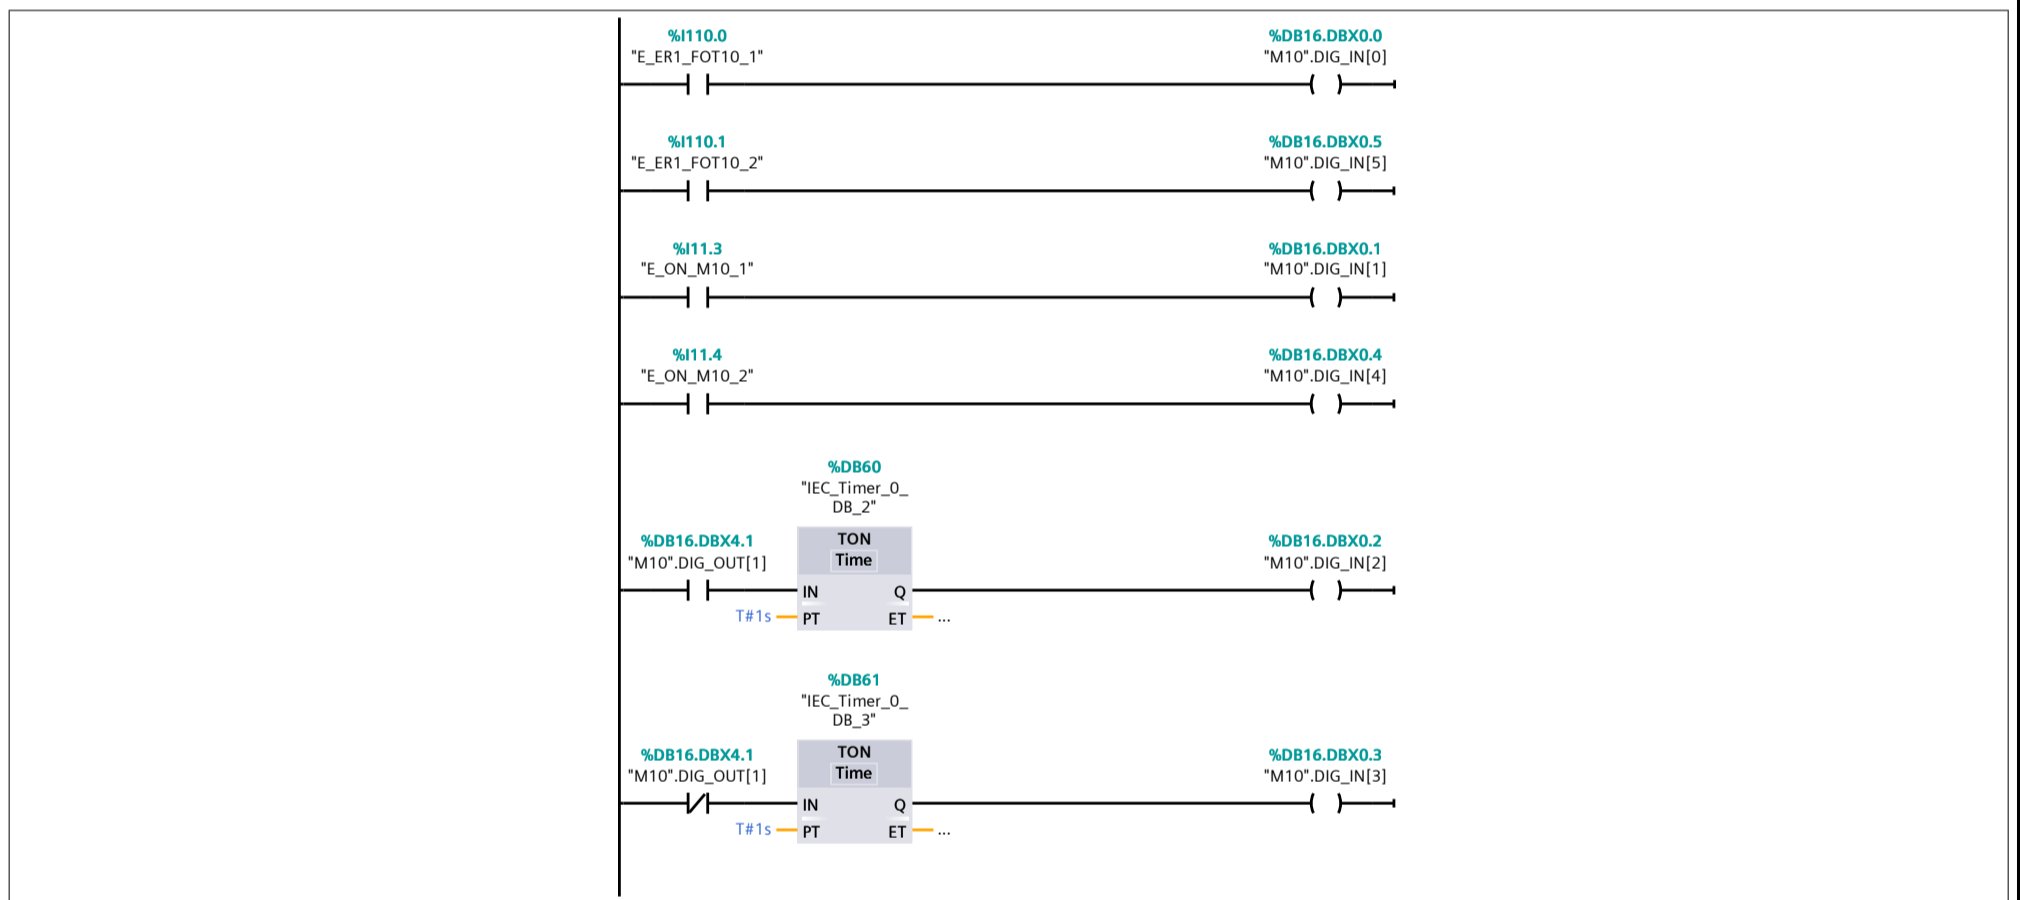 %I110.0
"E_ER1_FOT10_1"
%DB16.DBX0.0
"M10".DIG_IN[0]
%I110.1
"E_ER1_FOT10_2"
%DB16.DBX0.5
"M10".DIG_IN[5]
%I11.3
"E_ON_M10_1"
%DB16.DBX0.1
"M10".DIG_IN[1]
%I11.4
"E_ON_M10_2"
%DB16.DBX0.4
"M10".DIG_IN[4]
%DB60
"IEC_Timer_0_
DB_2"
%DB16.DBX4.1
"M10".DIG_OUT[1]
TON
Time
IN
Q
T#1s
PT
ET
...
%DB16.DBX0.2
"M10".DIG_IN[2]
%DB61
"IEC_Timer_0_
DB_3"
%DB16.DBX4.1
"M10".DIG_OUT[1]
TON
Time
IN
Q
T#1s
PT
ET
...
%DB16.DBX0.3
"M10".DIG_IN[3]